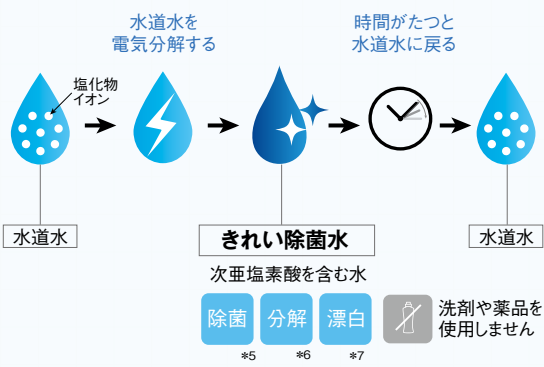 水道水を
電気分解する
時間がたつと
水道水に戻る
塩化物
イオン
水道水
きれい除菌水
水道水
次亜塩素酸を含む水
除菌 分解 漂白
洗剤や薬品を
使用しません
*5 *6 *7